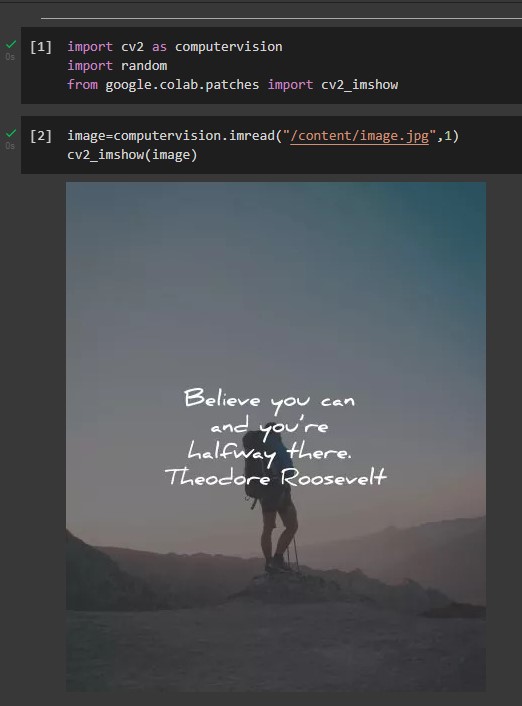 [1] import cv2 as computervision
import random
from google.colab.patches import cv2_imshow
0s
[2] image=computervision.imread("/content/image.jpg",1)
cv2_imshow(image)
0s
Believe you can
and you're
halfway there.
Theodore Roosevelt